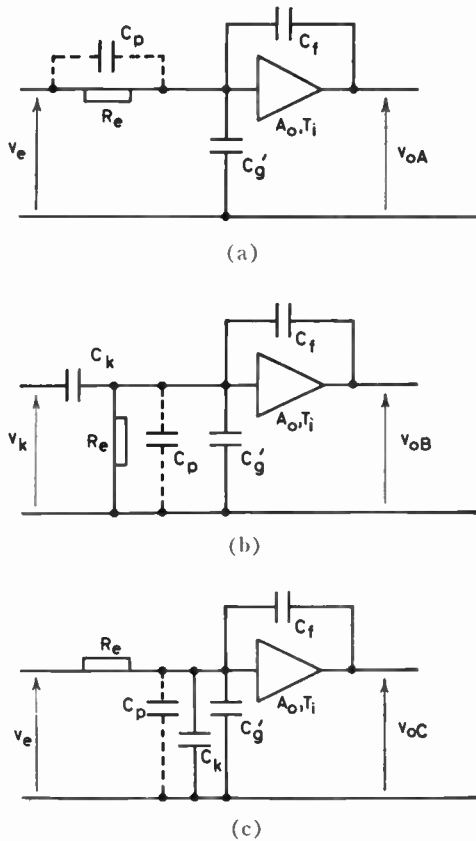 Cp
Cf
Re
Ao,Ti
ve
Cg'
voA
(a)
Ck
Cf
vk
Re
Cp
Cg'
Ao,Ti
voB
(b)
Re
Cf
Cp
Cg'
Ao,Ti
ve
Ck
voC
(c)